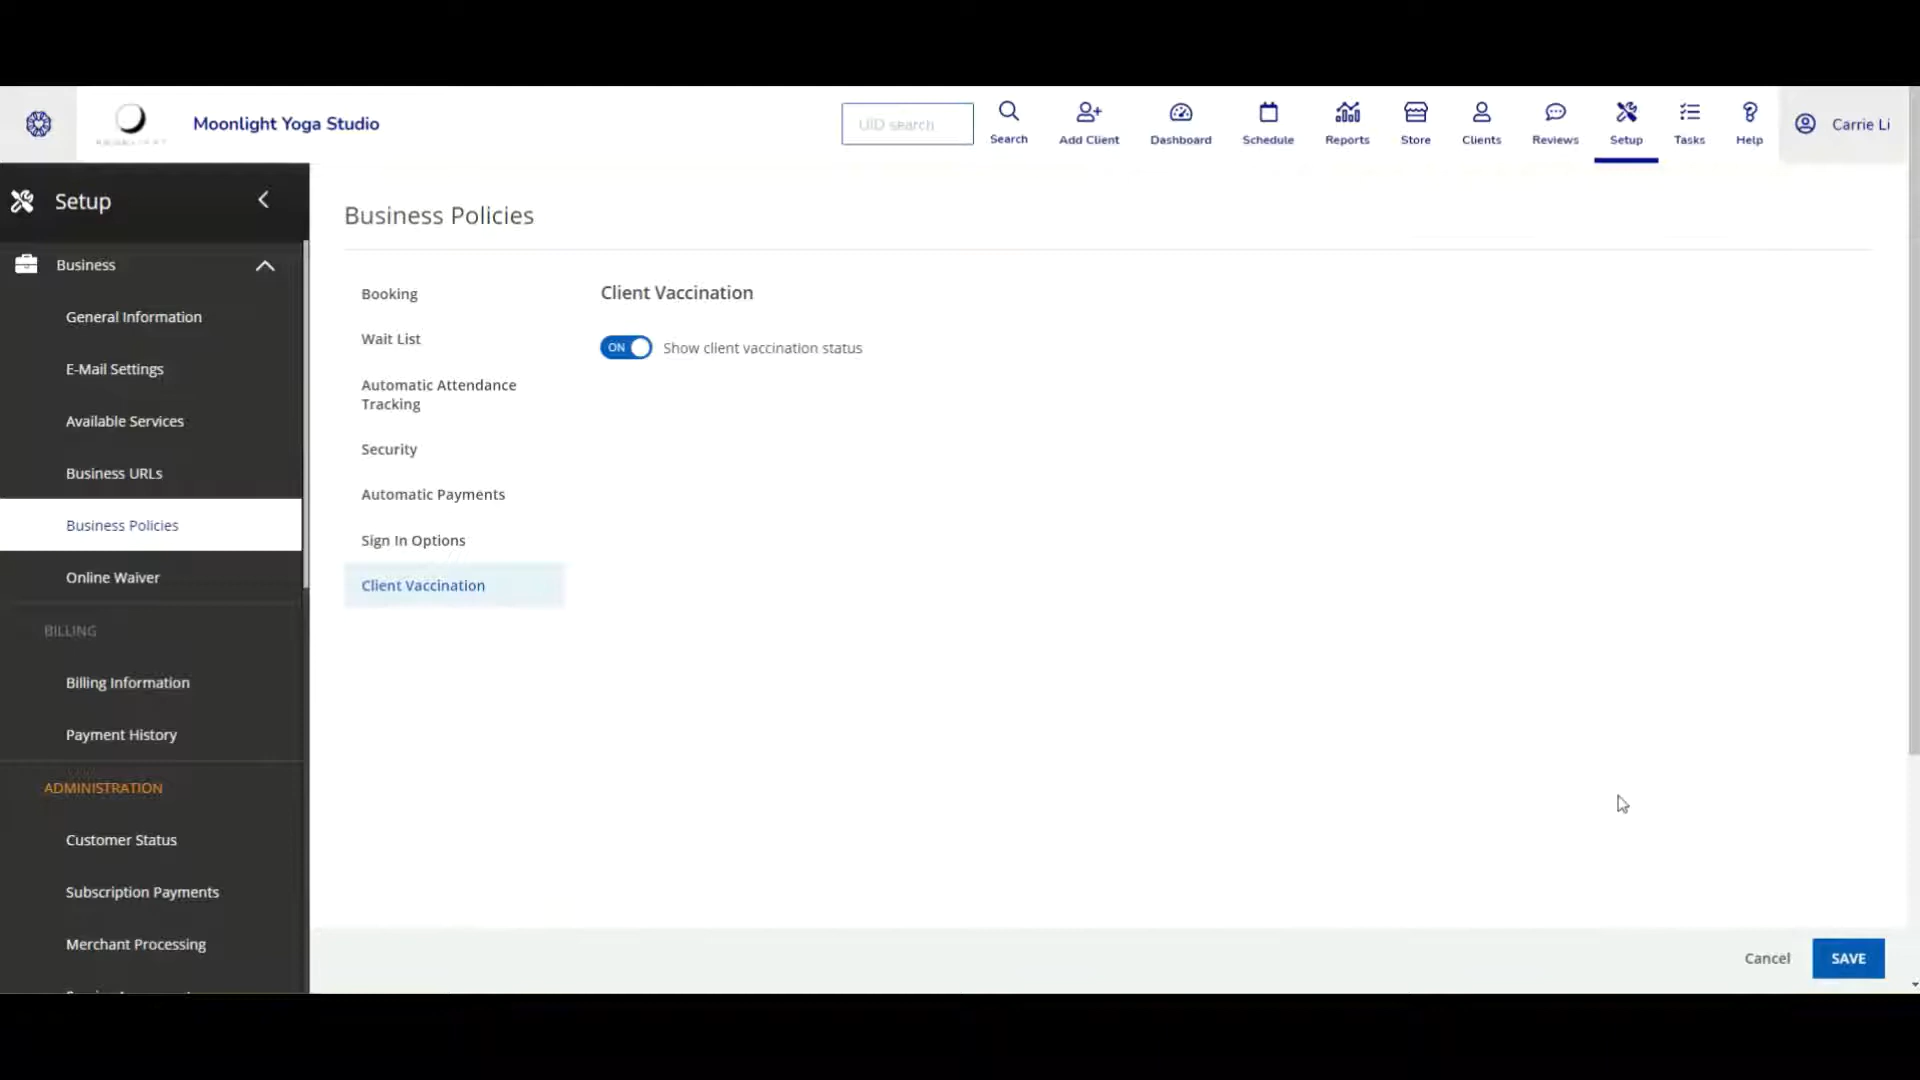 Moonlight Yoga Studio
UID search
Search
Add Client
Dashboard
Schedule
Reports
Store
Clients
Reviews
Setup
Tasks
Help
Carrie Li
Setup
Business
General Information
E-Mail Settings
Available Services
Business URLs
Business Policies
Online Waiver
BILLING
Billing Information
Payment History
ADMINISTRATION
Customer Status
Subscription Payments
Merchant Processing
Business Policies
Booking
Wait List
Automatic Attendance
Tracking
Security
Automatic Payments
Sign In Options
Client Vaccination
Client Vaccination
ON
Show client vaccination status
Cancel
SAVE